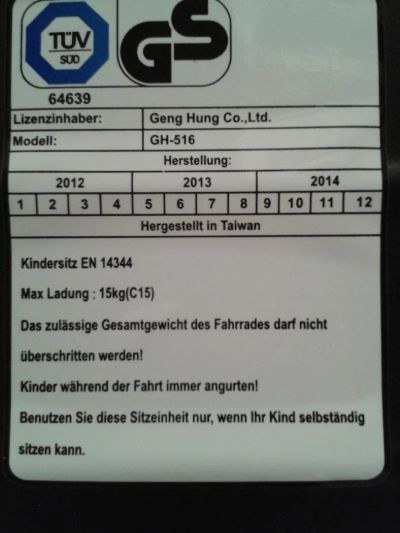 TÜV
SÜD
GS
64639
Lizenzinhaber: Geng Hung Co.,Ltd.
Modell: GH-516
Herstellung:
2012 2013 2014
1 2 3 4 5 6 7 8 9 10 11 12
Hergestellt in Taiwan
Kindersitz EN 14344
Max Ladung : 15kg(C15)
Das zulässige Gesamtgewicht des Fahrrades darf nicht
überschritten werden!
Kinder während der Fahrt immer angurten!
Benutzen Sie diese Sitzeinheit nur, wenn Ihr Kind selbständig
sitzen kann.